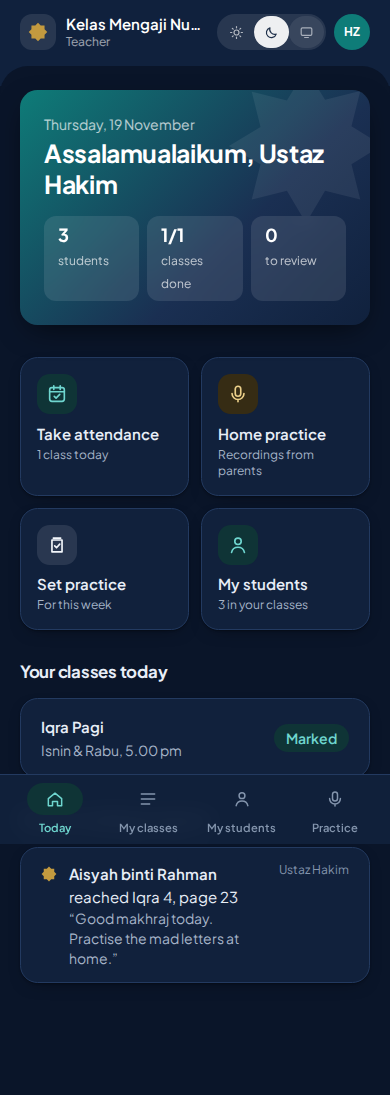 Kelas Mengaji Nu…
Teacher
HZ
Thursday, 19 November
Assalamualaikum, Ustaz
Hakim
3
students
1/1
classes
done
0
to review
Take attendance
1 class today
Home practice
Recordings from
parents
Set practice
For this week
My students
3 in your classes
Your classes today
Iqra Pagi
Isnin & Rabu, 5.00 pm
Marked
Today
My classes
My students
Practice
Aisyah binti Rahman
Ustaz Hakim
reached Iqra 4, page 23
“Good makhraj today.
Practise the mad letters at
home.”